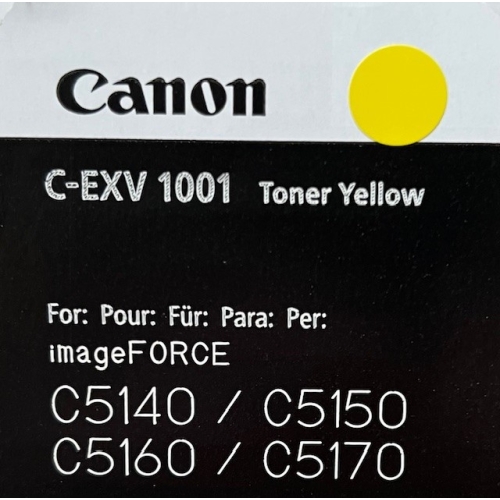 Canon
C-EXV 1001 Toner Yellow
For: Pour: Für: Para: Per:
imageFORCE
C5140 / C5150
C5160 / C5170